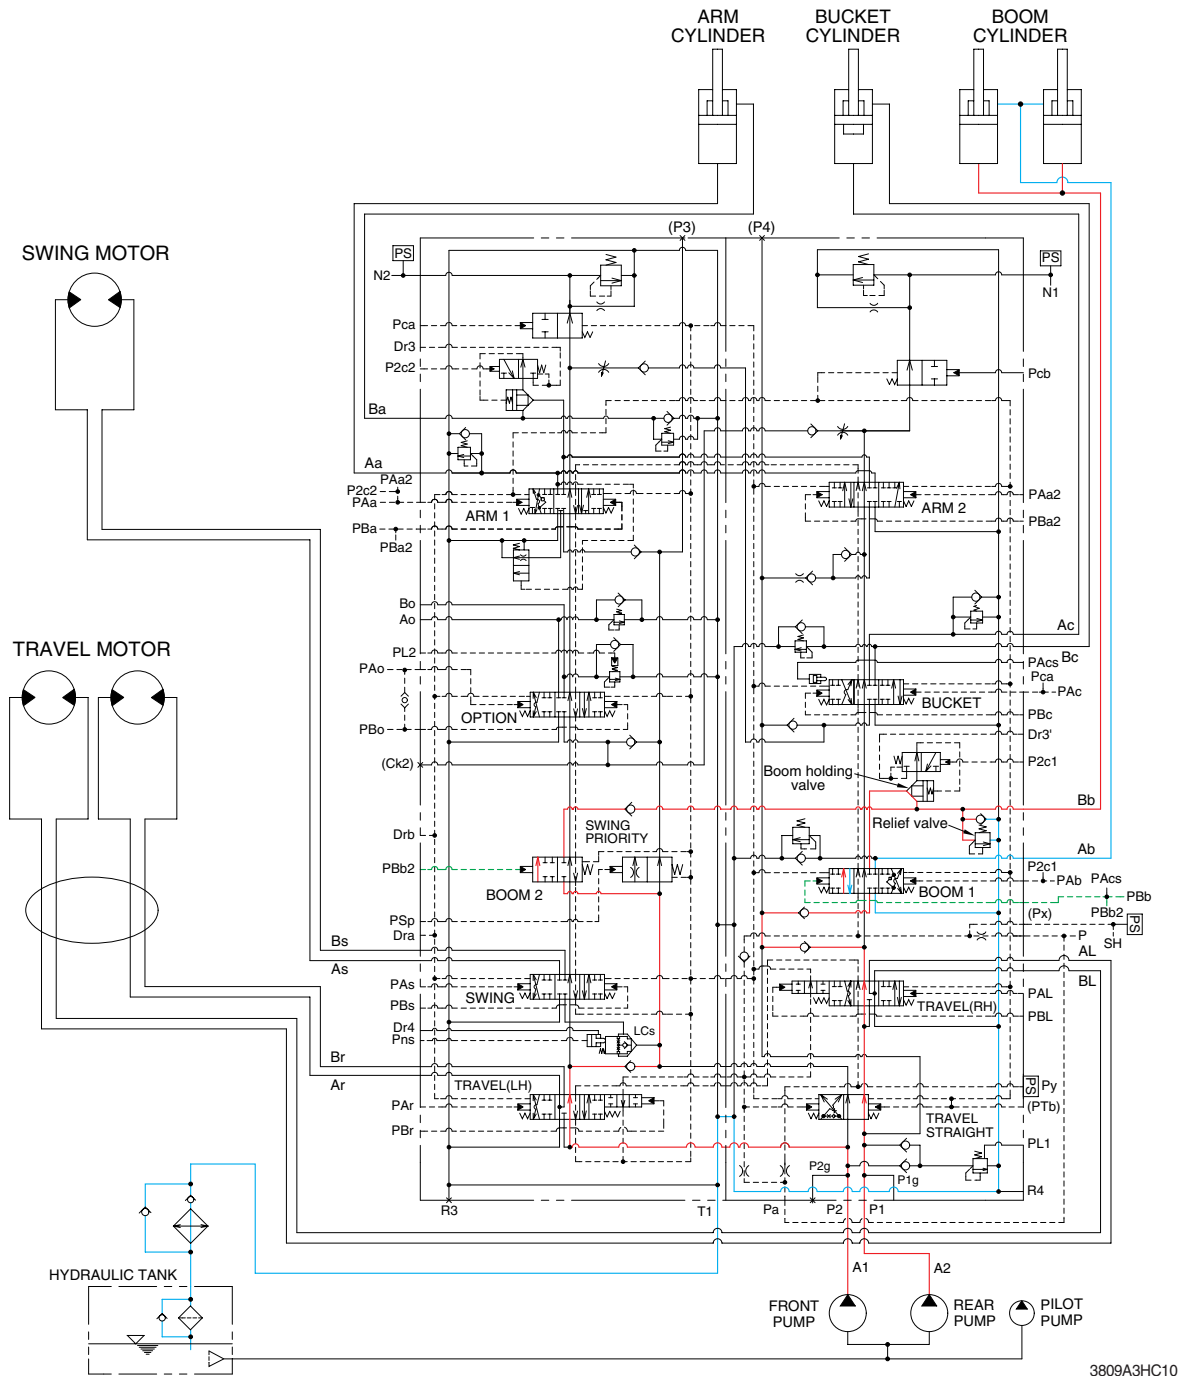 ARM
CYLINDER
BUCKET
CYLINDER
BOOM
CYLINDER
SWING MOTOR
TRAVEL MOTOR
(P3)
(P4)
PS
N2
PS
N1
Pca
Dr3
P2c2
Pcb
Ba
Aa
PAa2
P2c2
PAa
ARM 1
PBa
PBa2
ARM 2
PAa2
PBa2
Bo
Ao
PL2
PAo
OPTION
PBo
(Ck2)
Ac
Bc
PAcs
Pca
PAc
BUCKET
PBc
Dr3'
P2c1
Boom holding
valve
Bb
Relief valve
SWING
PRIORITY
Drb
PBb2
BOOM 2
PSp
Dra
Ab
P2c1
PAb
PAcs
PBb
BOOM 1
PBb2
(Px)
PS
P
SH
AL
BL
Bs
As
PAs
SWING
PBs
Dr4
Pns
LCs
PAL
TRAVEL(RH)
PBL
Br
Ar
TRAVEL(LH)
PAr
PBr
PS
Py
(PTb)
TRAVEL
STRAIGHT
PL1
P2g
P1g
R4
R3
T1
Pa
P2
P1
A1
A2
HYDRAULIC TANK
FRONT
PUMP
REAR
PUMP
PILOT
PUMP
3809A3HC10